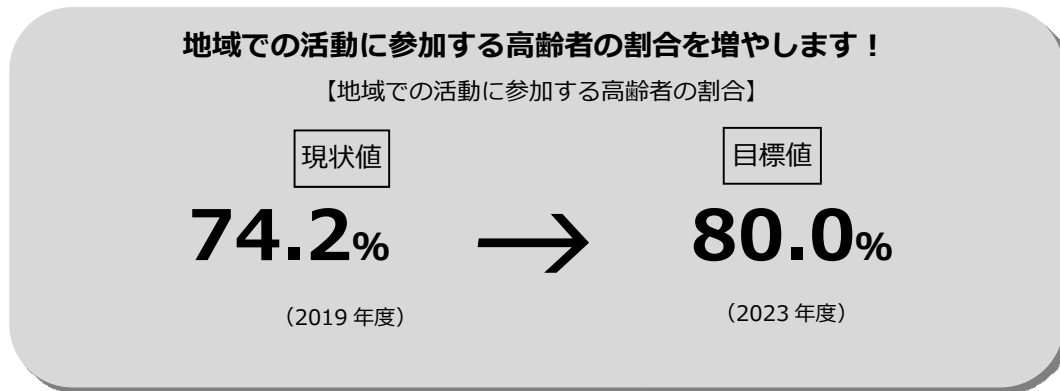 地域での活動に参加する高齢者の割合を増やします！
【地域での活動に参加する高齢者の割合】
現状値 目標値
74.2% → 80.0%
（2019 年度） （2023 年度）